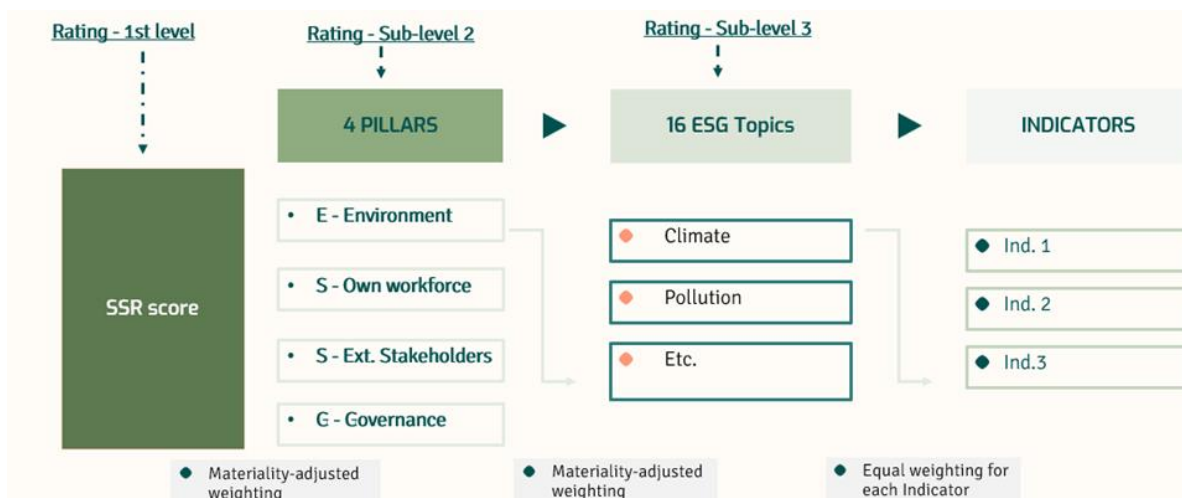 Rating - 1st level
Rating - Sub-level 2
Rating - Sub-level 3
4 PILLARS
16 ESG Topics
INDICATORS
SSR score
• E - Environment
• S - Own workforce
• S - Ext. Stakeholders
• G - Governance
Climate
Pollution
Etc.
Ind. 1
Ind. 2
Ind.3
Materiality-adjusted
weighting
Materiality-adjusted
weighting
Equal weighting for
each Indicator